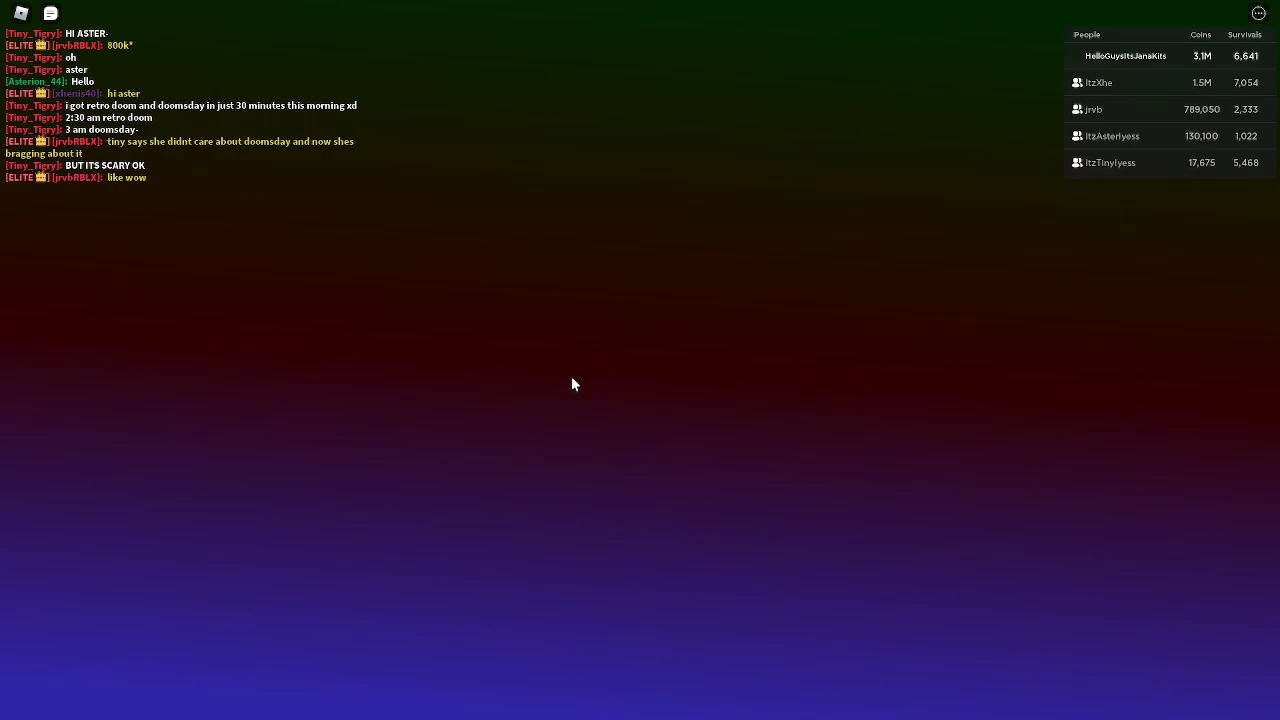 [Tiny_Tigry]: HI ASTER-
[ELITE 👑] [jrvbRBLX]: 800k*
[Tiny_Tigry]: oh
[Tiny_Tigry]: aster
[Asterion_44]: Hello
[ELITE 👑] [xhenis40]: hi aster
[Tiny_Tigry]: i got retro doom and doomsday in just 30 minutes this morning xd
[Tiny_Tigry]: 2:30 am retro doom
[Tiny_Tigry]: 3 am doomsday-
[ELITE 👑] [jrvbRBLX]: tiny says she didnt care about doomsday and now shes
bragging about it
[Tiny_Tigry]: BUT ITS SCARY OK
[ELITE 👑] [jrvbRBLX]: like wow
People Coins Survivals
HelloGuysItsJanaKits 3.1M 6,641
ItzXhe 1.5M 7,054
jrvb 789,050 2,333
ItzAsterIyess 130,100 1,022
ItzTinyIyess 17,675 5,468